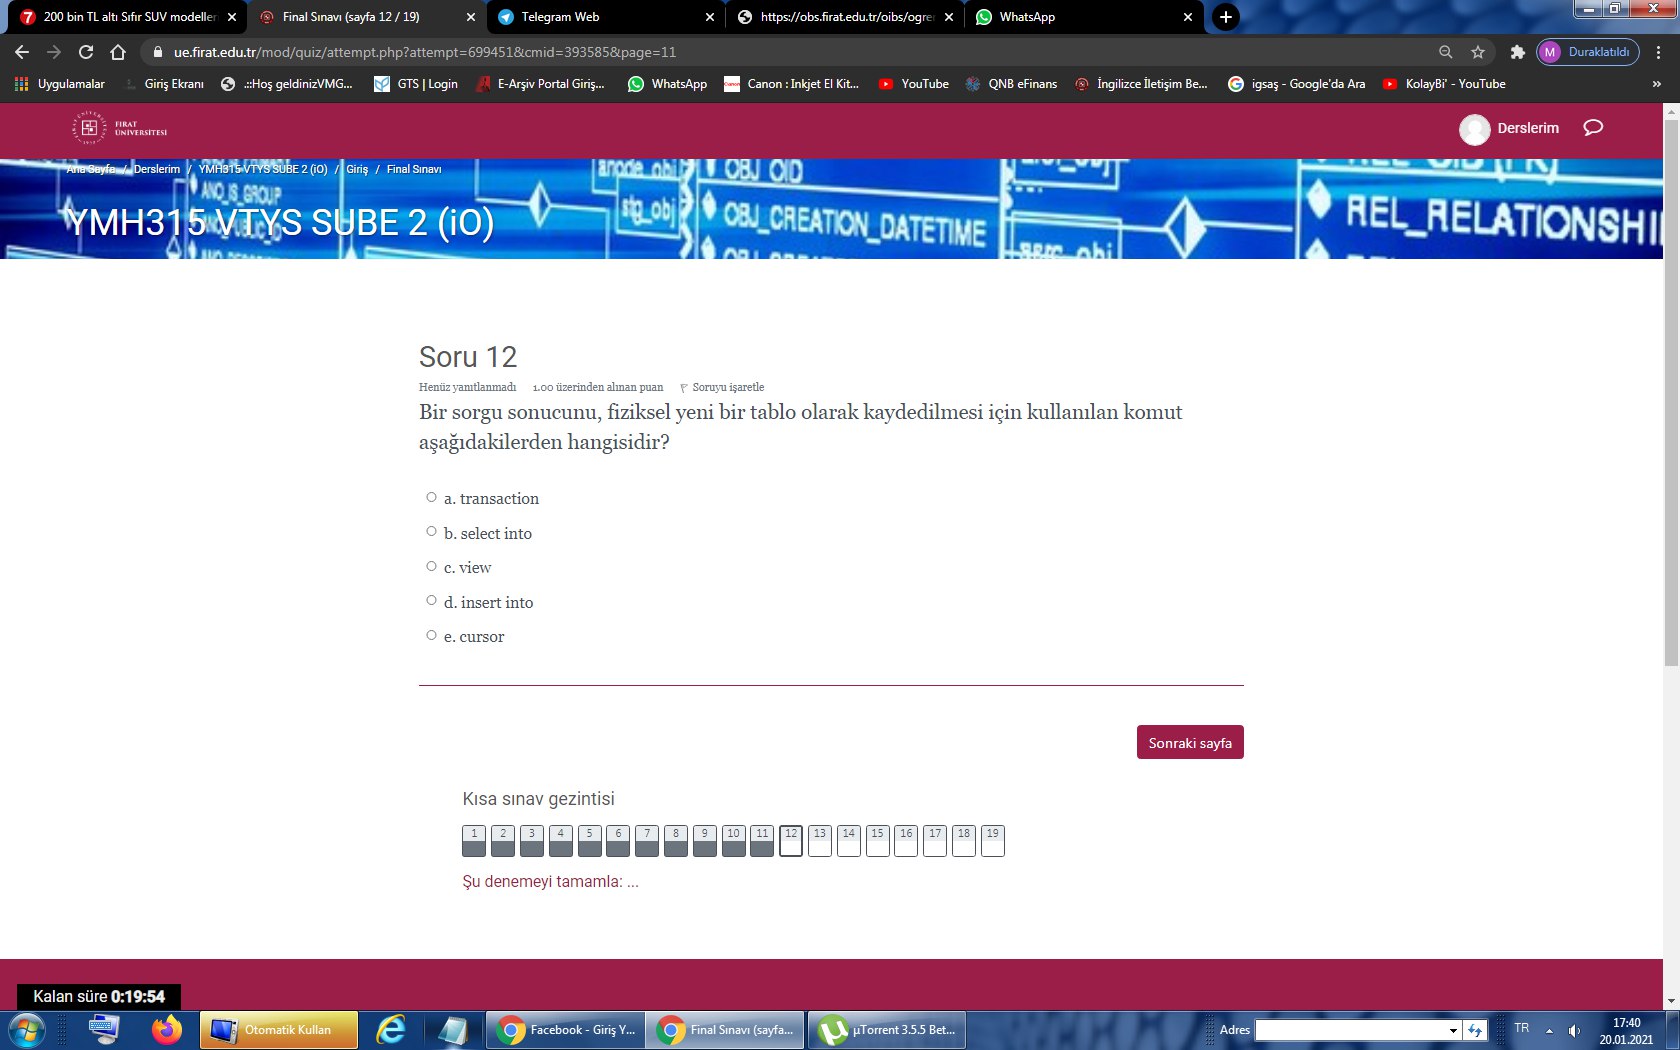 200 bin TL altı Sıfır SUV modeller
Final Sınavı (sayfa 12 / 19)
Telegram Web
https://obs.firat.edu.tr/oibs/ogre
WhatsApp
ue.firat.edu.tr/mod/quiz/attempt.php?attempt=699451&cmid=393585&page=11
M
Duraklatıldı
Uygulamalar
Giriş Ekranı
.::Hoş geldinizVMG...
GTS | Login
E-Arşiv Portal Giriş...
WhatsApp
Canon : Inkjet El Kit...
YouTube
QNB eFinans
İngilizce İletişim Be...
igsaş - Google'da Ara
KolayBi' - YouTube
»
FIRAT
ÜNİVERSİTESİ
Derslerim
Ana Sayfa / Derslerim / YMH315 VTYS SUBE 2 (iO) / Giriş / Final Sınavı
YMH315 VTYS SUBE 2 (iO)
ANO_IS_GROUP
stg_obj
OBJ_OID
OBJ_CREATION_DATETIME
REL_RELATIONSHI
Soru 12
Henüz yanıtlanmadı 1.00 üzerinden alınan puan Soruyu işaretle
Bir sorgu sonucunu, fiziksel yeni bir tablo olarak kaydedilmesi için kullanılan komut
aşağıdakilerden hangisidir?
a. transaction
b. select into
c. view
d. insert into
e. cursor
Sonraki sayfa
Kısa sınav gezintisi
1 2 3 4 5 6 7 8 9 10 11 12 13 14 15 16 17 18 19
Şu denemeyi tamamla: ...
Kalan süre 0:19:54
Otomatik Kullan
Facebook - Giriş Y...
Final Sınavı (sayfa...
µTorrent 3.5.5 Bet...
Adres
TR
17:40
20.01.2021